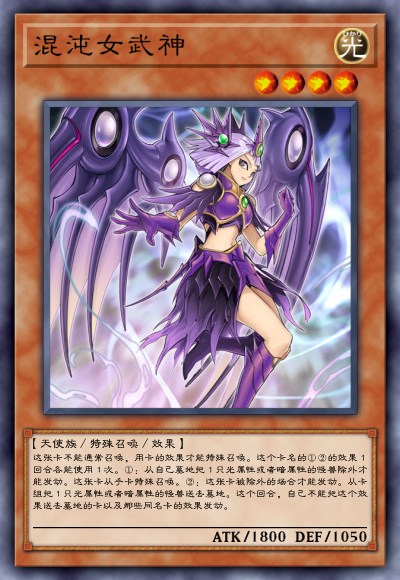 混沌女武神
ひかり
光
【天使族／特殊召唤／效果】
这张卡不能通常召唤，用卡的效果才能特殊召唤。这个卡名的①②的效果1
回合各能使用1次。①：从自己墓地把1只光属性或者暗属性的怪兽除外才
能发动。这张卡从手卡特殊召唤。②：这张卡被除外的场合才能发动。从卡
组把1只光属性或者暗属性的怪兽送去墓地。这个回合，自己不能把这个效
果送去墓地的卡以及那些同名卡的效果发动。
ATK/1800 DEF/1050